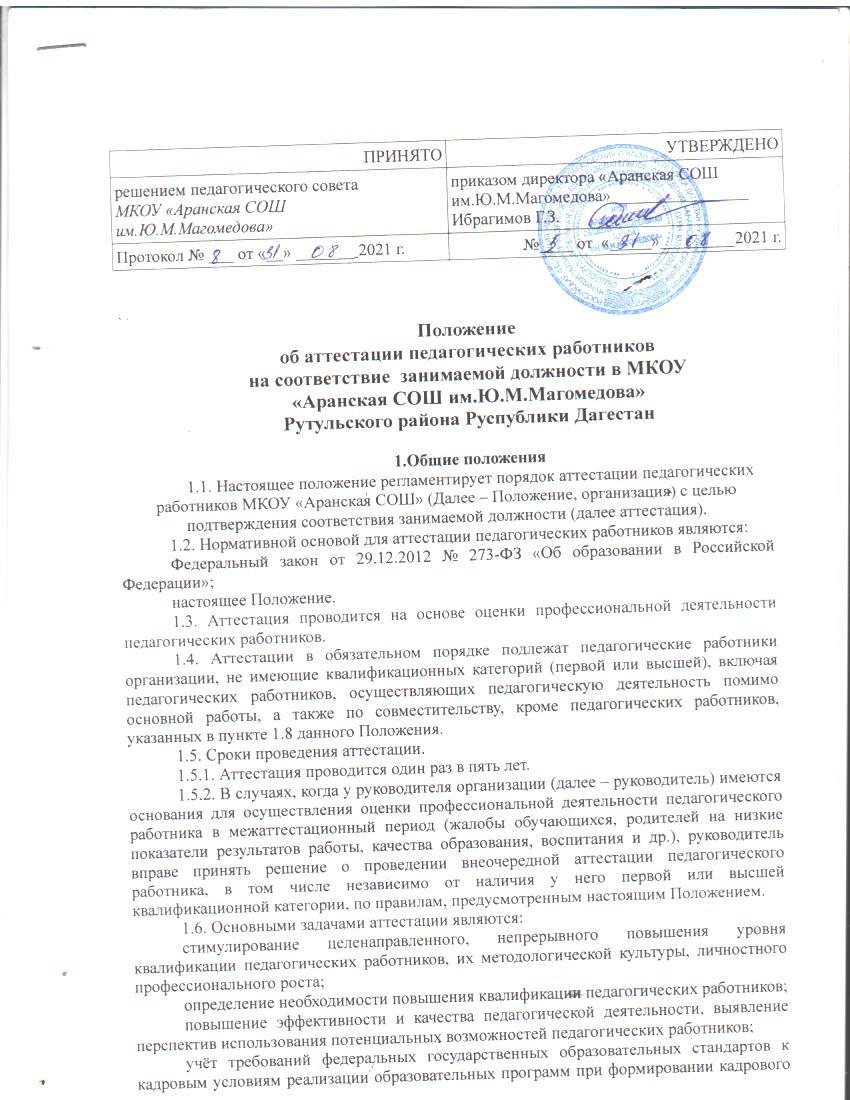 ПРИНЯТО
УТВЕРЖДЕНО
решением педагогического совета
МКОУ «Аранская СОШ
им.Ю.М.Магомедова»
приказом директора «Аранская СОШ
им.Ю.М.Магомедова»
Ибрагимов Г.З.
Протокол № 8 от «31» 08 2021 г.
№ 5 от «31» 08 2021 г.
Положение
об аттестации педагогических работников
на соответствие занимаемой должности в МКОУ
«Аранская СОШ им.Ю.М.Магомедова»
Рутульского района Руспублики Дагестан
1.Общие положения
1.1. Настоящее положение регламентирует порядок аттестации педагогических
работников МКОУ «Аранская СОШ» (Далее – Положение, организация) с целью
подтверждения соответствия занимаемой должности (далее аттестация).
1.2. Нормативной основой для аттестации педагогических работников являются:
Федеральный закон от 29.12.2012 № 273-ФЗ «Об образовании в Российской
Федерации»;
настоящее Положение.
1.3. Аттестация проводится на основе оценки профессиональной деятельности
педагогических работников.
1.4. Аттестации в обязательном порядке подлежат педагогические работники
организации, не имеющие квалификационных категорий (первой или высшей), включая
педагогических работников, осуществляющих педагогическую деятельность помимо
основной работы, а также по совместительству, кроме педагогических работников,
указанных в пункте 1.8 данного Положения.
1.5. Сроки проведения аттестации.
1.5.1. Аттестация проводится один раз в пять лет.
1.5.2. В случаях, когда у руководителя организации (далее – руководитель) имеются
основания для осуществления оценки профессиональной деятельности педагогического
работника в межаттестационный период (жалобы обучающихся, родителей на низкие
показатели результатов работы, качества образования, воспитания и др.), руководитель
вправе принять решение о проведении внеочередной аттестации педагогического
работника, в том числе независимо от наличия у него первой или высшей
квалификационной категории, по правилам, предусмотренным настоящим Положением.
1.6. Основными задачами аттестации являются:
стимулирование целенаправленного, непрерывного повышения уровня
квалификации педагогических работников, их методологической культуры, личностного
профессионального роста;
определение необходимости повышения квалификации педагогических работников;
повышение эффективности и качества педагогической деятельности, выявление
перспектив использования потенциальных возможностей педагогических работников;
учёт требований федеральных государственных образовательных стандартов к
кадровым условиям реализации образовательных программ при формировании кадрового